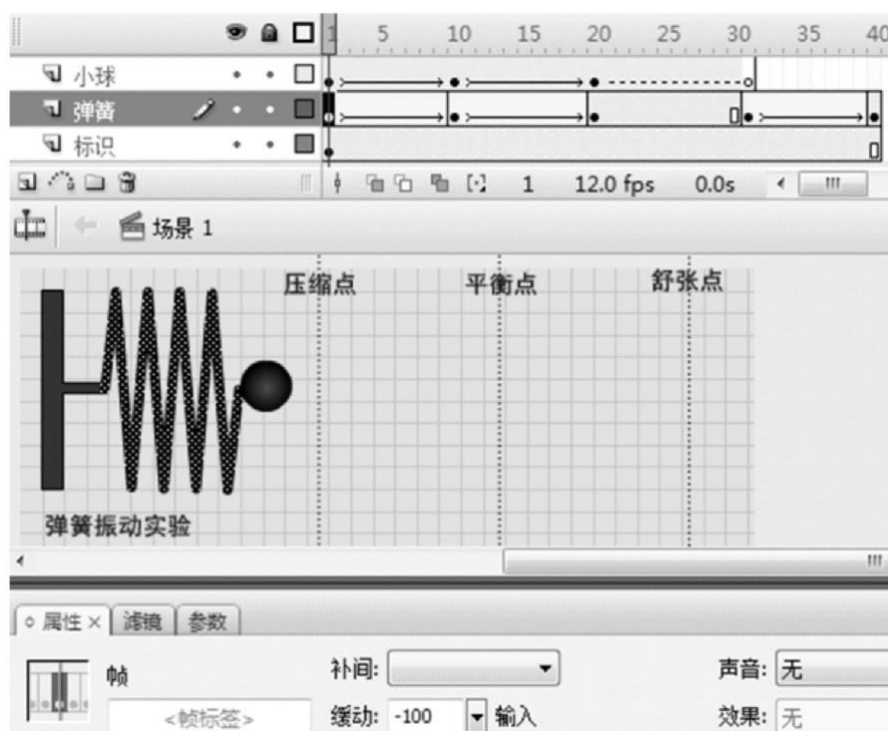 1 5 10 15 20 25 30 35 40
小球
弹簧
标识
1 12.0 fps 0.0s
场景 1
压缩点 平衡点 舒张点
弹簧振动实验
属性 × 滤镜 参数
帧 补间: 声音: 无
<帧标签> 缓动: -100 输入 效果: 无